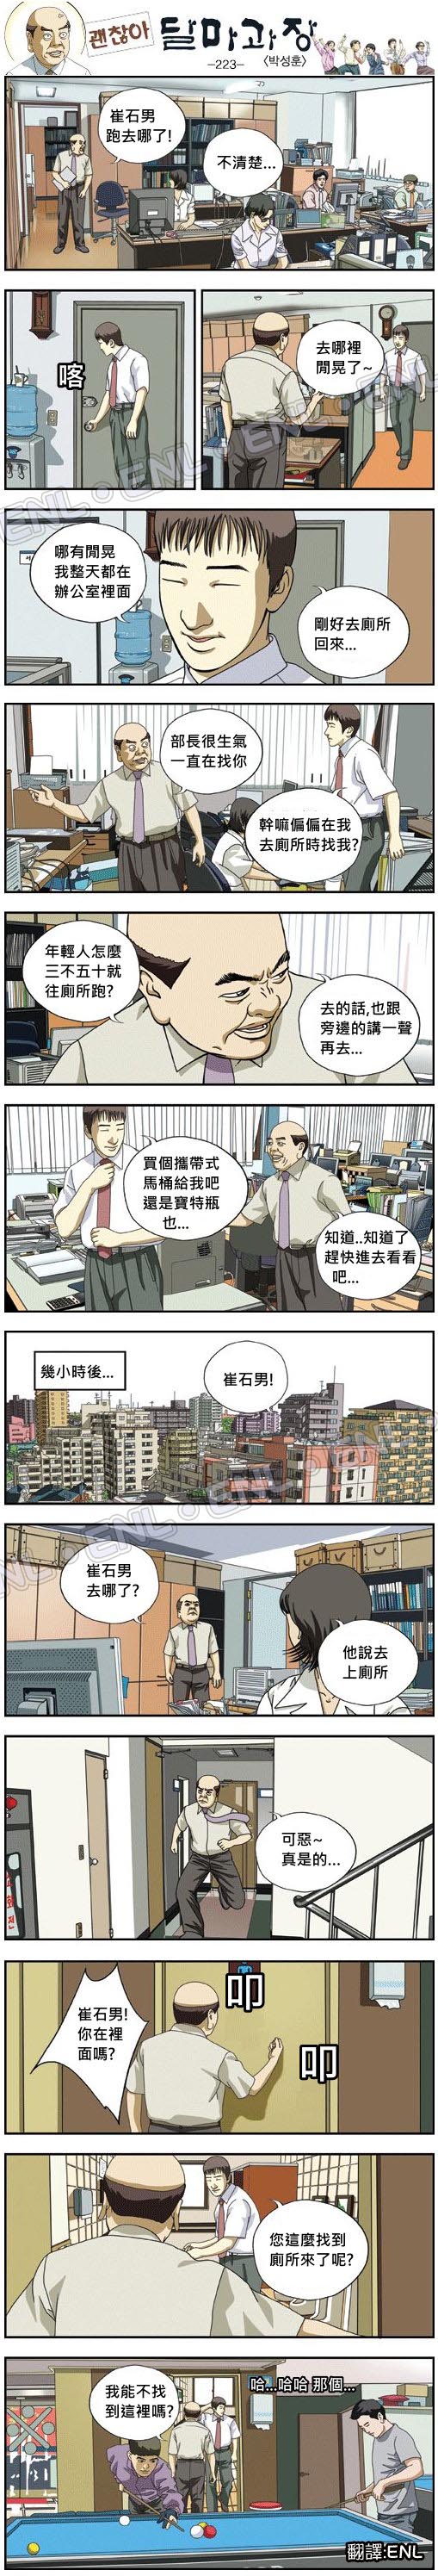 괜찮아
달마과장
-223-
〈박성훈〉
崔石男
跑去哪了!
不清楚...
喀
去哪裡
閒晃了~
哪有閒晃
我整天都在
辦公室裡面
剛好去廁所
回來...
部長很生氣
一直在找你
幹嘛偏偏在我
去廁所時找我?
年輕人怎麼
三不五十就
往廁所跑?
去的話,也跟
旁邊的講一聲
再去...
買個攜帶式
馬桶給我吧
還是寶特瓶
也...
知道..知道了
趕快進去看看
吧...
幾小時後...
崔石男!
崔石男
去哪了?
他說去
上廁所
可惡~
真是的...
崔石男!
你在裡
面嗎?
叩
叩
您這麼找到
廁所來了呢?
我能不找
到這裡嗎?
哈...哈哈 那個...
翻譯:ENL